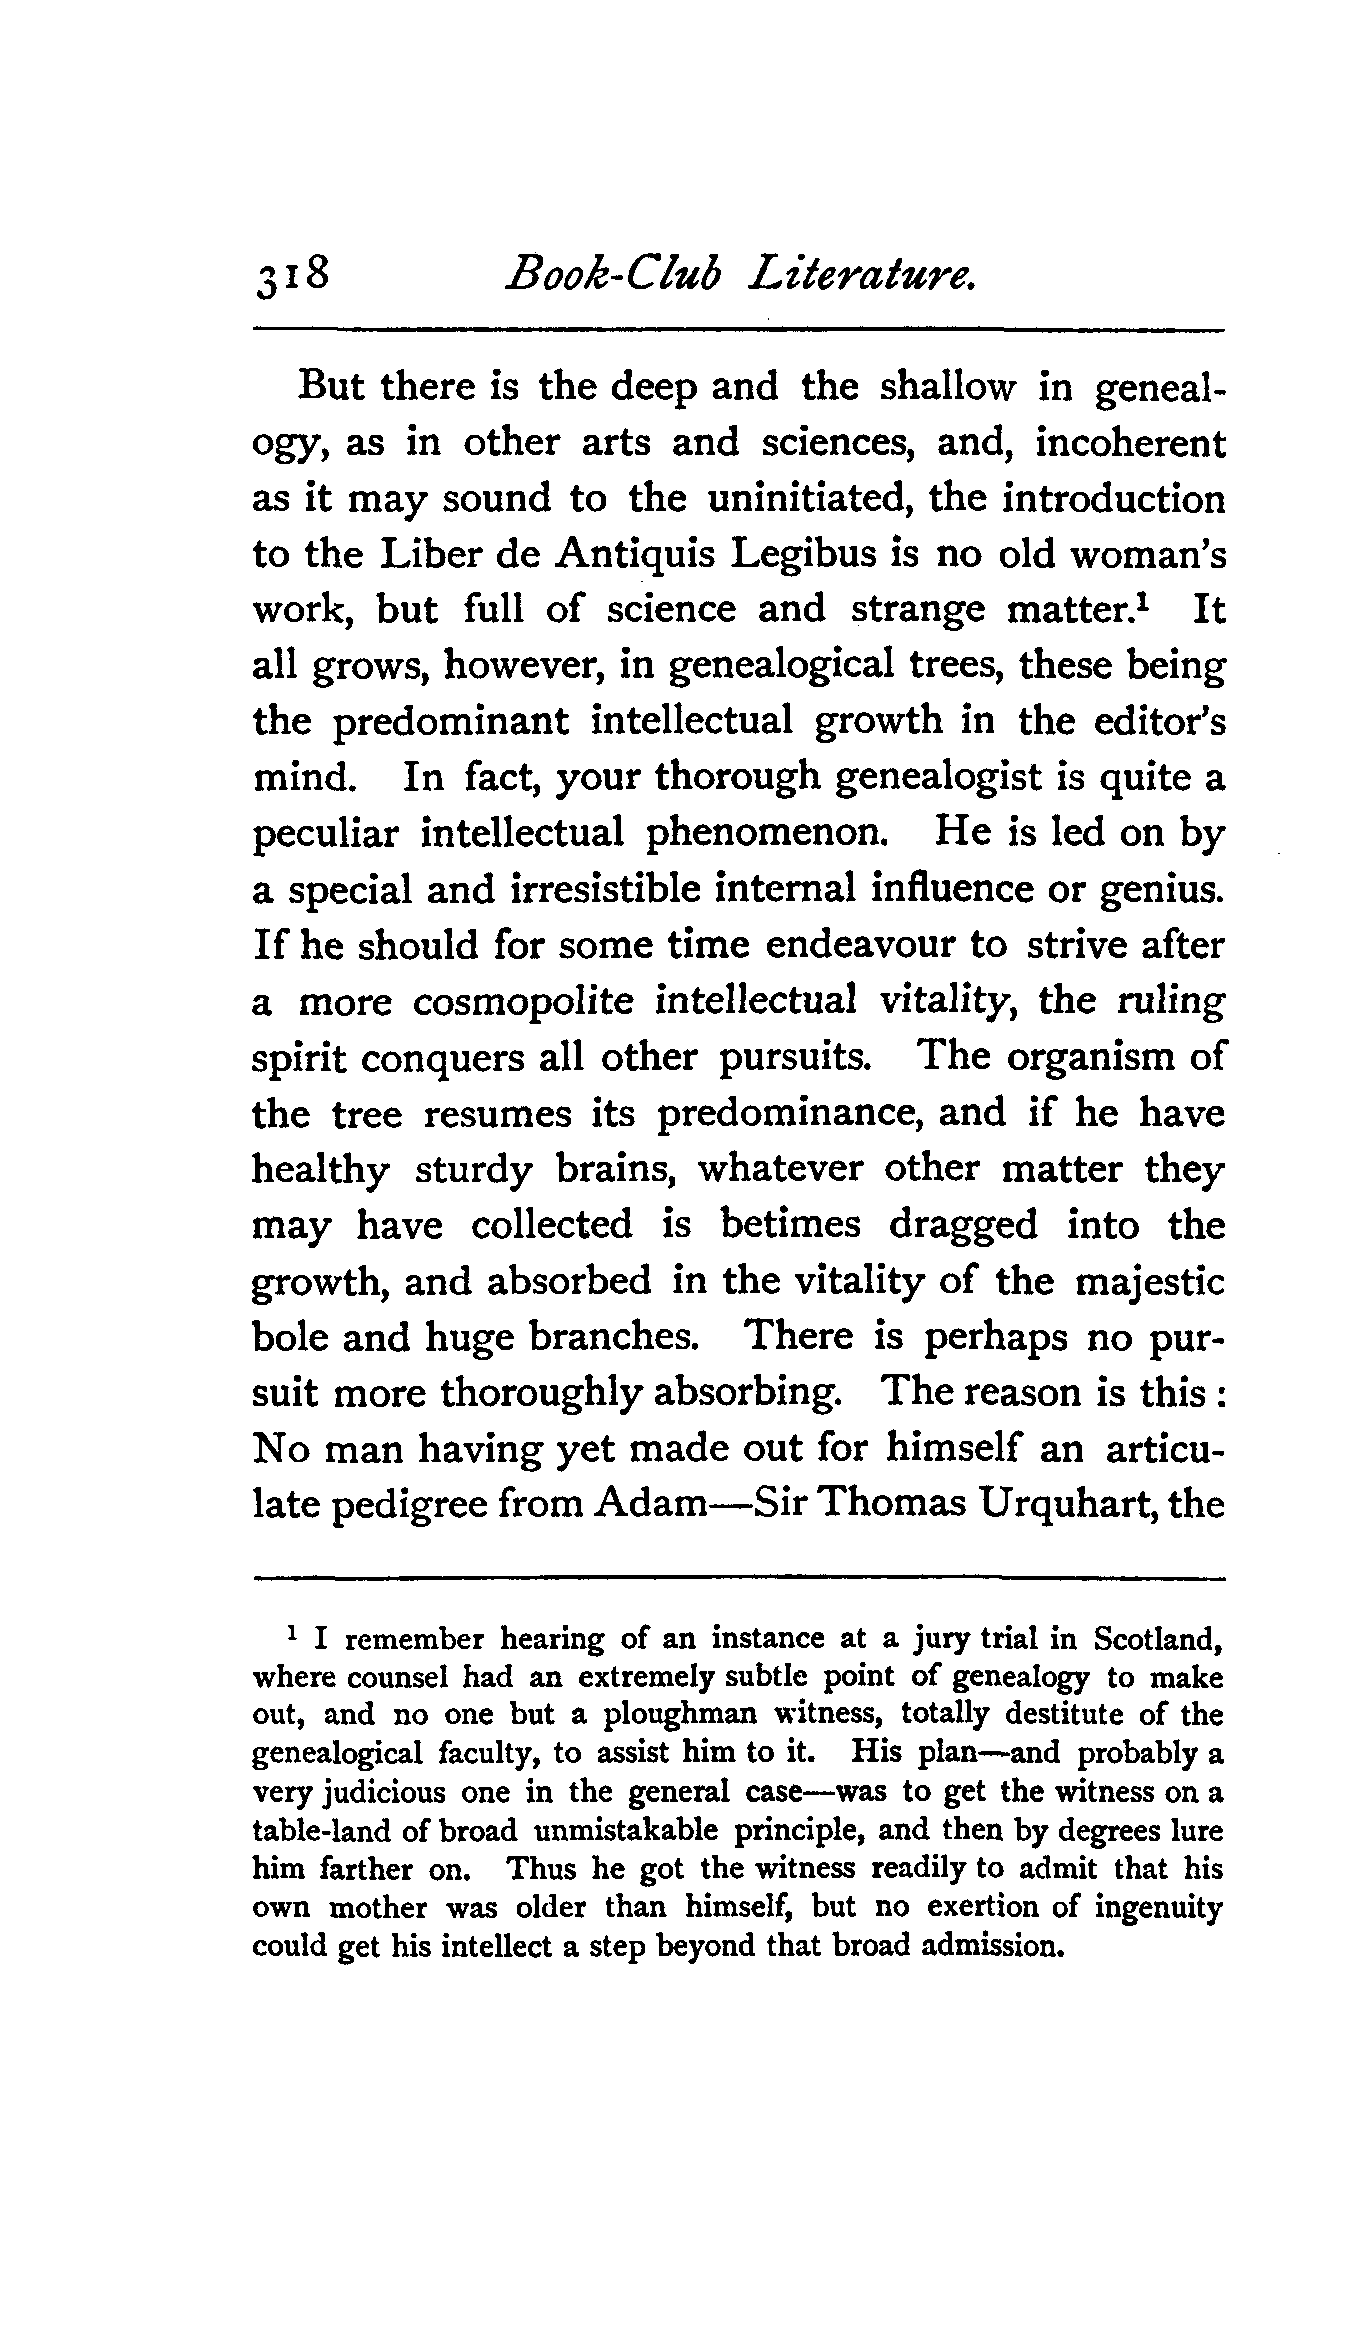 318 Book-Club Literature.
But there is the deep and the shallow in geneal-
ogy, as in other arts and sciences, and, incoherent
as it may sound to the uninitiated, the introduction
to the Liber de Antiquis Legibus is no old woman's
work, but full of science and strange matter.¹ It
all grows, however, in genealogical trees, these being
the predominant intellectual growth in the editor's
mind. In fact, your thorough genealogist is quite a
peculiar intellectual phenomenon. He is led on by
a special and irresistible internal influence or genius.
If he should for some time endeavour to strive after
a more cosmopolite intellectual vitality, the ruling
spirit conquers all other pursuits. The organism of
the tree resumes its predominance, and if he have
healthy sturdy brains, whatever other matter they
may have collected is betimes dragged into the
growth, and absorbed in the vitality of the majestic
bole and huge branches. There is perhaps no pur-
suit more thoroughly absorbing. The reason is this :
No man having yet made out for himself an articu-
late pedigree from Adam—Sir Thomas Urquhart, the
¹ I remember hearing of an instance at a jury trial in Scotland,
where counsel had an extremely subtle point of genealogy to make
out, and no one but a ploughman witness, totally destitute of the
genealogical faculty, to assist him to it. His plan—and probably a
very judicious one in the general case—was to get the witness on a
table-land of broad unmistakable principle, and then by degrees lure
him farther on. Thus he got the witness readily to admit that his
own mother was older than himself, but no exertion of ingenuity
could get his intellect a step beyond that broad admission.